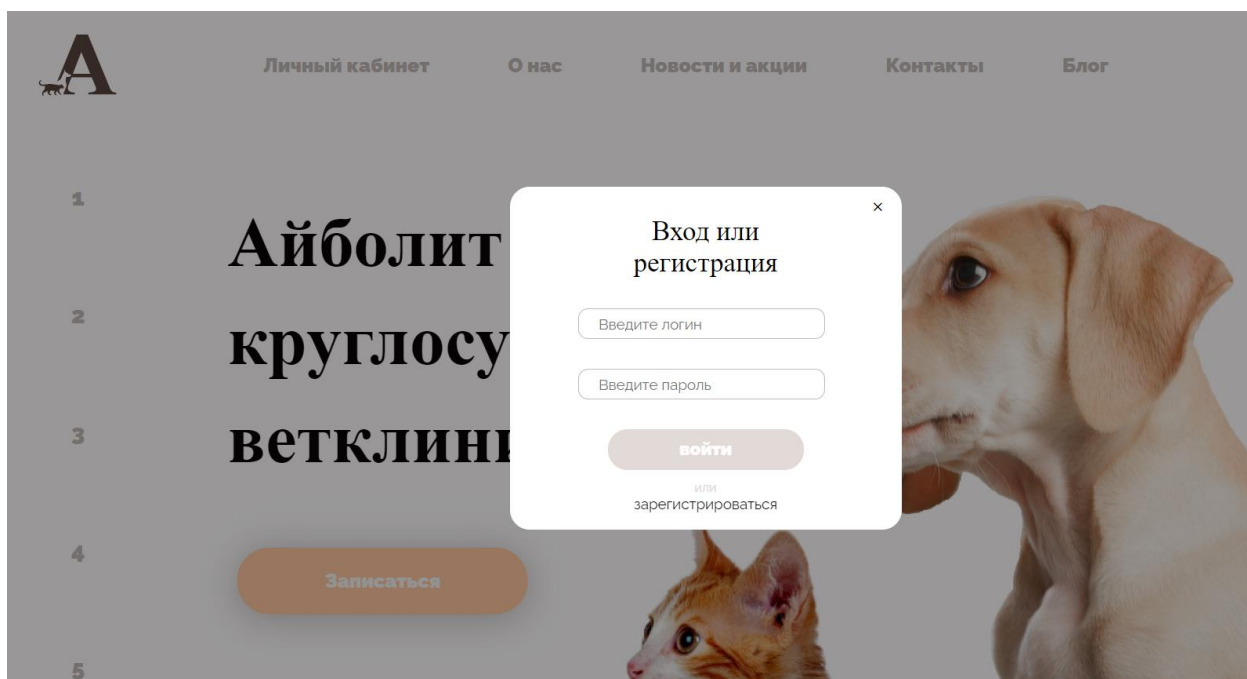 А
Личный кабинет
О нас
Новости и акции
Контакты
Блог
1
2
3
4
5
Айболит
круглосу
ветклини
Записаться
×
Вход или
регистрация
Введите логин
Введите пароль
войти
или
зарегистрироваться